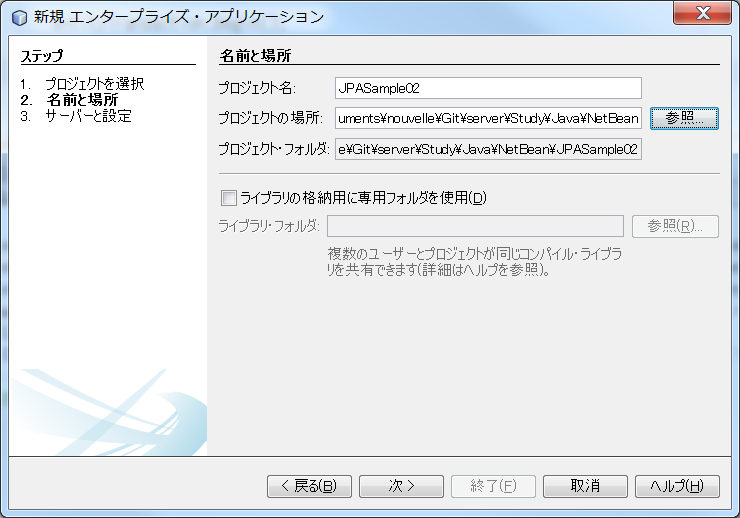 新規 エンタープライズ・アプリケーション
ステップ
1. プロジェクトを選択
2. 名前と場所
3. サーバーと設定
名前と場所
プロジェクト名: JPASample02
プロジェクトの場所: uments¥nouvelle¥Git¥server¥Study¥Java¥NetBean 参照...
プロジェクト・フォルダ: e¥Git¥server¥Study¥Java¥NetBean¥JPASample02
ライブラリの格納用に専用フォルダを使用(D)
ライブラリ・フォルダ: 参照(R)...
複数のユーザーとプロジェクトが同じコンパイル・ライブラ
リを共有できます(詳細はヘルプを参照)。
< 戻る(B) 次 > 終了(F) 取消 ヘルプ(H)